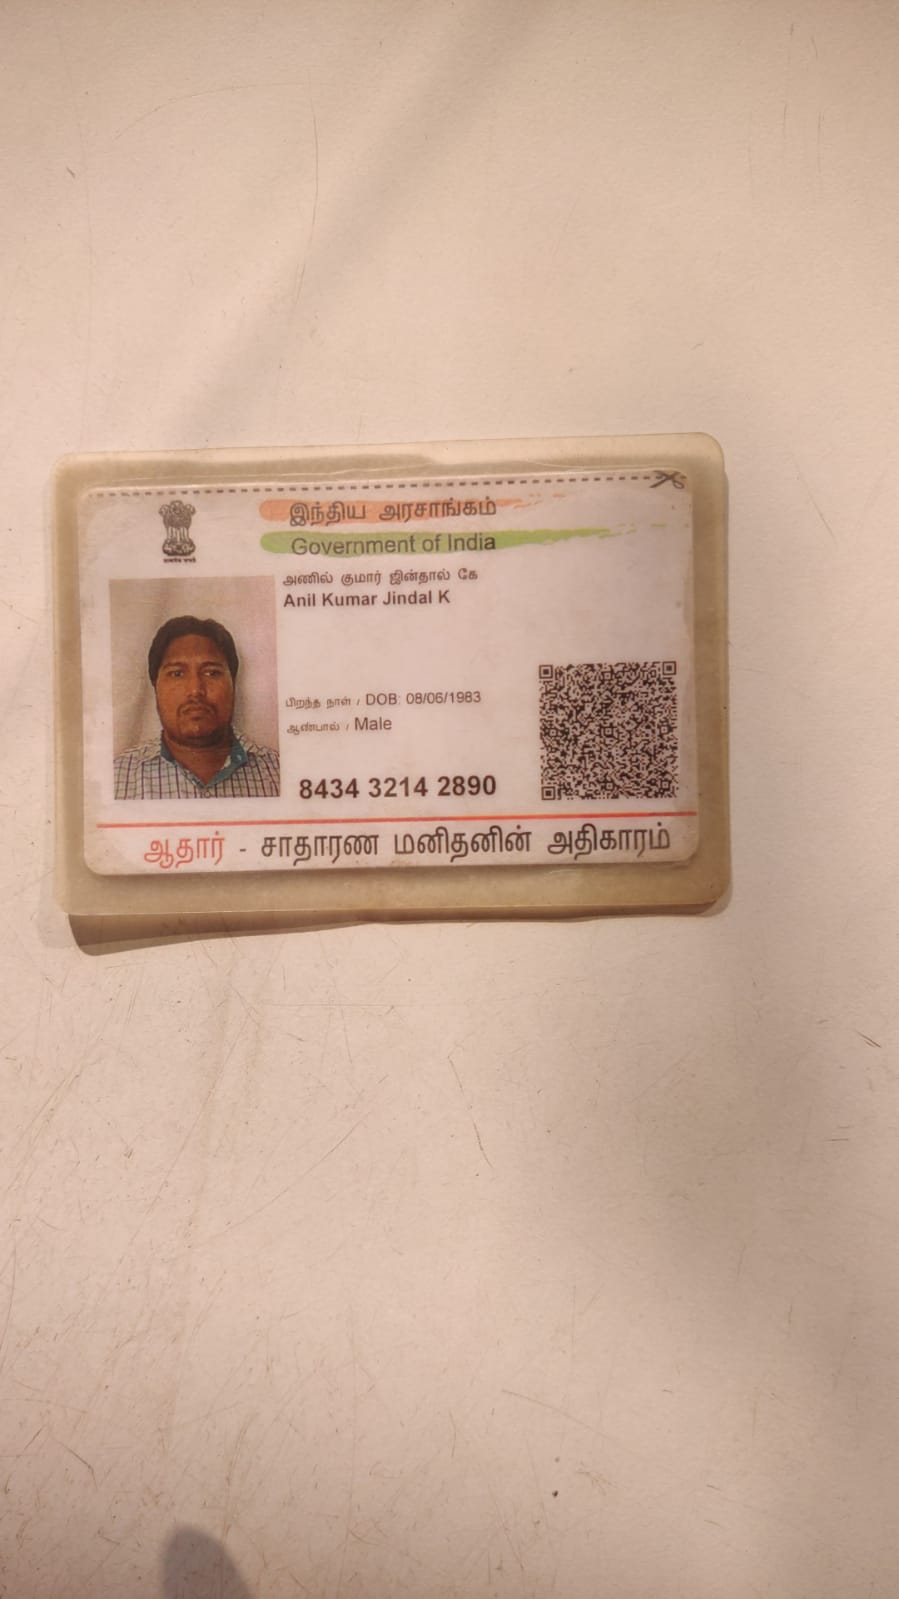 இந்திய அரசாங்கம்
Government of India
அணில் குமார் ஜின்தால் கே
Anil Kumar Jindal K
பிறந்த நாள் / DOB: 08/06/1983
ஆண்பால் / Male
8434 3214 2890
ஆதார் - சாதாரண மனிதனின் அதிகாரம்